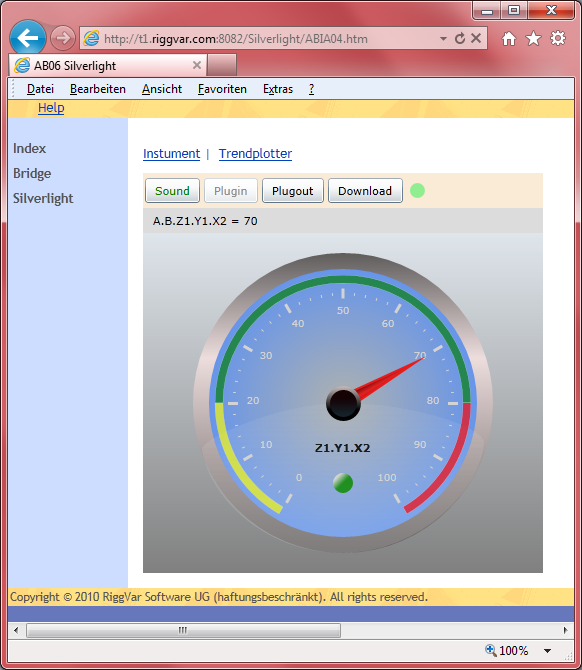 http://t1.riggvar.com:8082/Silverlight/ABIA04.htm
AB06 Silverlight
Datei Bearbeiten Ansicht Favoriten Extras ?
Help
Index
Bridge
Silverlight
Instument | Trendplotter
Sound Plugin Plugout Download
A.B.Z1.Y1.X2 = 70
50
40 60
30 70
20 80
10 90
Z1.Y1.X2
0 100
Copyright © 2010 RiggVar Software UG (haftungsbeschränkt). All rights reserved.
100%